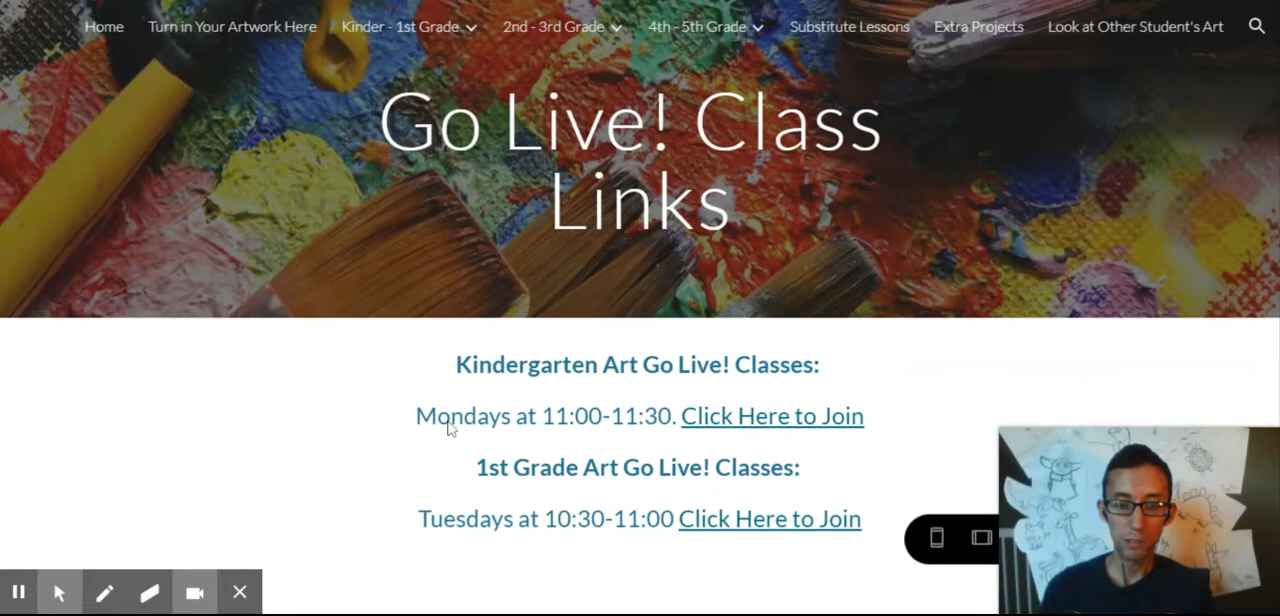 Home Turn in Your Artwork Here Kinder - 1st Grade 2nd - 3rd Grade 4th - 5th Grade Substitute Lessons Extra Projects Look at Other Student's Art
Go Live! Class
Links
Kindergarten Art Go Live! Classes:
Mondays at 11:00-11:30. Click Here to Join
1st Grade Art Go Live! Classes:
Tuesdays at 10:30-11:00 Click Here to Join